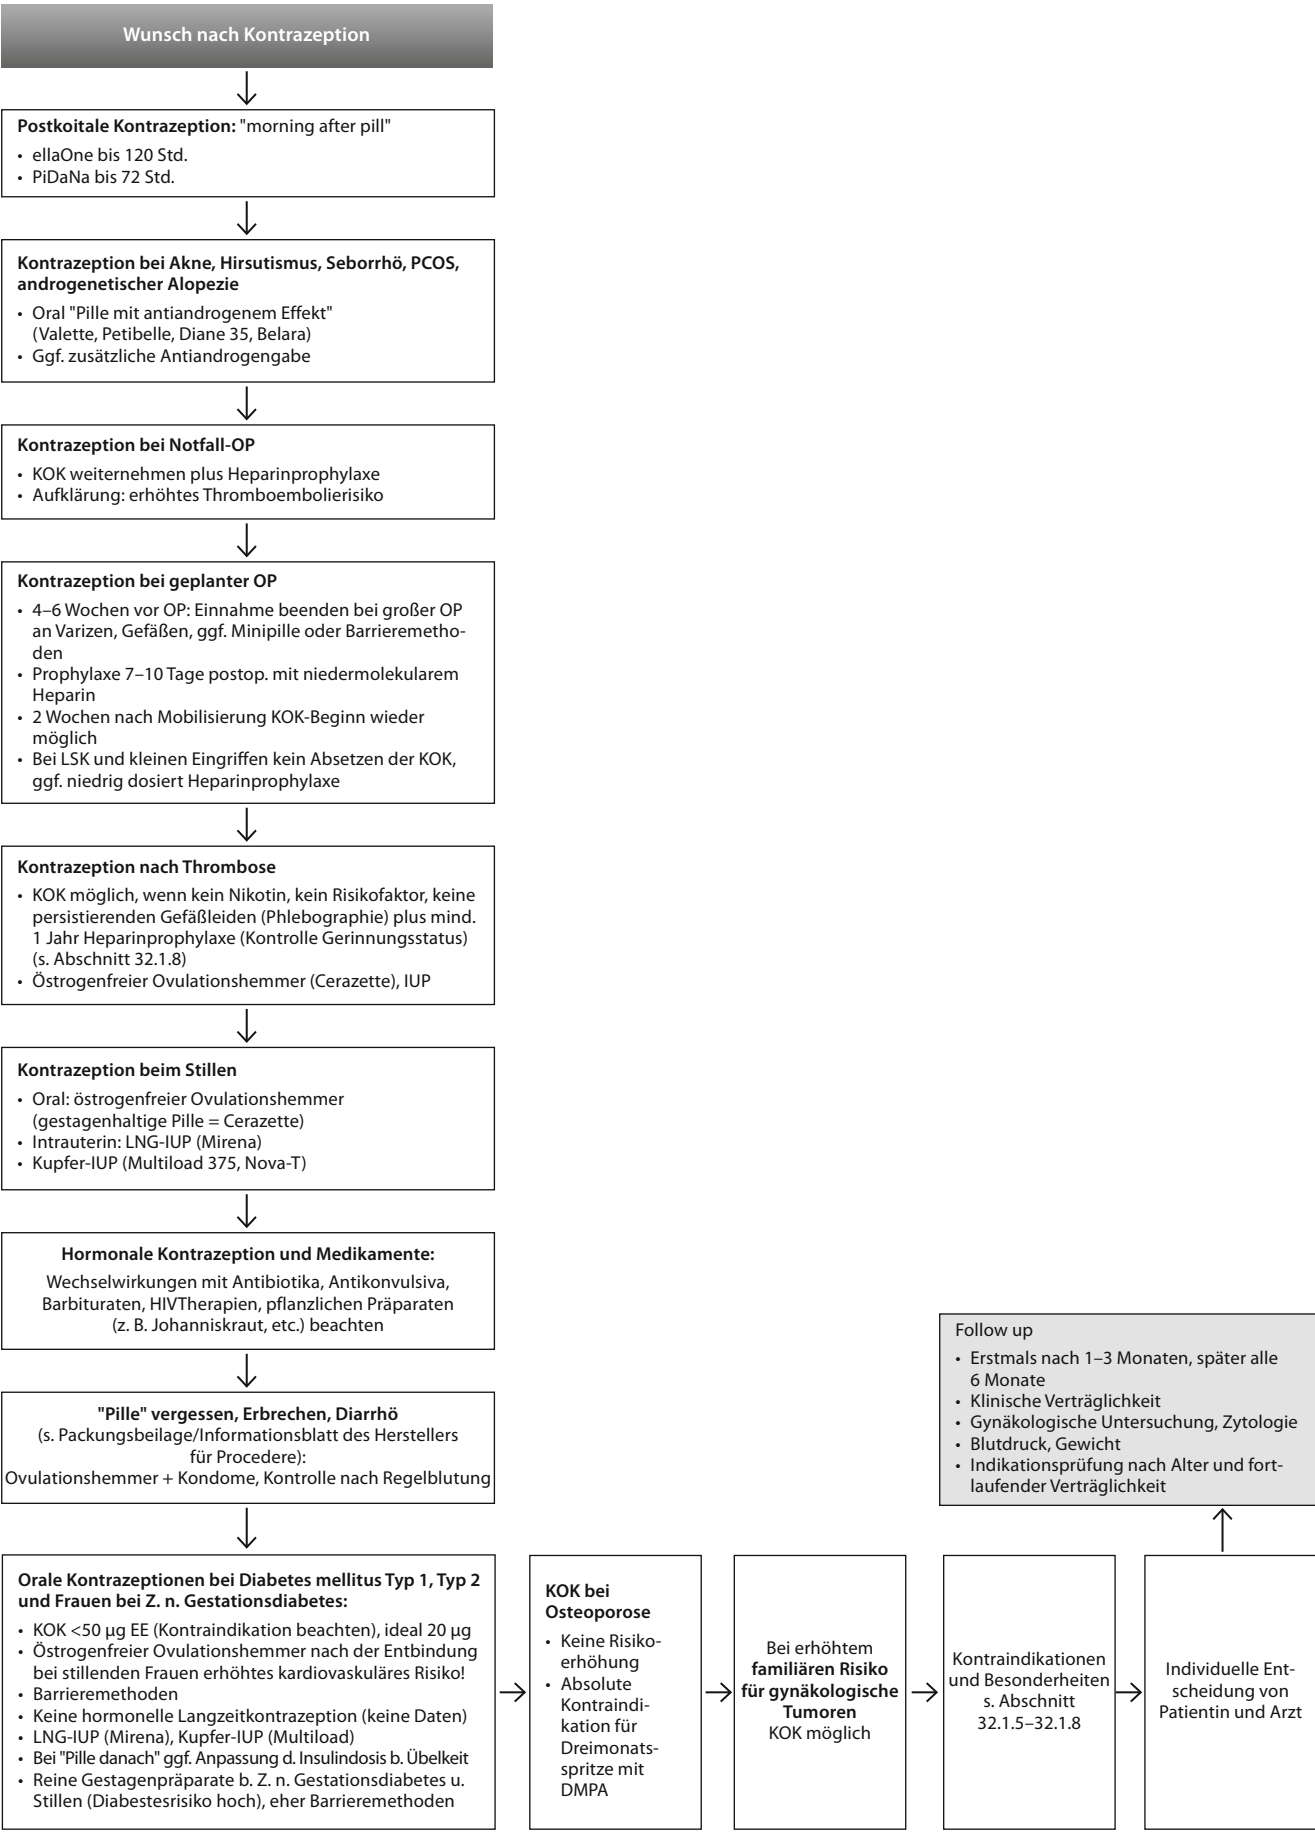 Wunsch nach Kontrazeption
Postkoitale Kontrazeption: "morning after pill"
• ellaOne bis 120 Std.
• PiDaNa bis 72 Std.
Kontrazeption bei Akne, Hirsutismus, Seborrhö, PCOS,
androgenetischer Alopezie
• Oral "Pille mit antiandrogenem Effekt"
(Valette, Petibelle, Diane 35, Belara)
• Ggf. zusätzliche Antiandrogengabe
Kontrazeption bei Notfall-OP
• KOK weiternehmen plus Heparinprophylaxe
• Aufklärung: erhöhtes Thromboembolierisiko
Kontrazeption bei geplanter OP
• 4–6 Wochen vor OP: Einnahme beenden bei großer OP
an Varizen, Gefäßen, ggf. Minipille oder Barrieremetho-
den
• Prophylaxe 7–10 Tage postop. mit niedermolekularem
Heparin
• 2 Wochen nach Mobilisierung KOK-Beginn wieder
möglich
• Bei LSK und kleinen Eingriffen kein Absetzen der KOK,
ggf. niedrig dosiert Heparinprophylaxe
Kontrazeption nach Thrombose
• KOK möglich, wenn kein Nikotin, kein Risikofaktor, keine
persistierenden Gefäßleiden (Phlebographie) plus mind.
1 Jahr Heparinprophylaxe (Kontrolle Gerinnungsstatus)
(s. Abschnitt 32.1.8)
• Östrogenfreier Ovulationshemmer (Cerazette), IUP
Kontrazeption beim Stillen
• Oral: östrogenfreier Ovulationshemmer
(gestagenhaltige Pille = Cerazette)
• Intrauterin: LNG-IUP (Mirena)
• Kupfer-IUP (Multiload 375, Nova-T)
Hormonale Kontrazeption und Medikamente:
Wechselwirkungen mit Antibiotika, Antikonvulsiva,
Barbituraten, HIVTherapien, pflanzlichen Präparaten
(z. B. Johanniskraut, etc.) beachten
"Pille" vergessen, Erbrechen, Diarrhö
(s. Packungsbeilage/Informationsblatt des Herstellers
für Procedere):
Ovulationshemmer + Kondome, Kontrolle nach Regelblutung
Orale Kontrazeptionen bei Diabetes mellitus Typ 1, Typ 2
und Frauen bei Z. n. Gestationsdiabetes:
• KOK <50 µg EE (Kontraindikation beachten), ideal 20 µg
• Östrogenfreier Ovulationshemmer nach der Entbindung
bei stillenden Frauen erhöhtes kardiovaskuläres Risiko!
• Barrieremethoden
• Keine hormonelle Langzeitkontrazeption (keine Daten)
• LNG-IUP (Mirena), Kupfer-IUP (Multiload)
• Bei "Pille danach" ggf. Anpassung d. Insulindosis b. Übelkeit
• Reine Gestagenpräparate b. Z. n. Gestationsdiabetes u.
Stillen (Diabestesrisiko hoch), eher Barrieremethoden
KOK bei
Osteoporose
• Keine Risiko-
erhöhung
• Absolute
Kontraindi-
kation für
Dreimonats-
spritze mit
DMPA
Bei erhöhtem
familiären Risiko
für gynäkologische
Tumoren
KOK möglich
Kontraindikationen
und Besonderheiten
s. Abschnitt
32.1.5–32.1.8
Individuelle Ent-
scheidung von
Patientin und Arzt
Follow up
• Erstmals nach 1–3 Monaten, später alle
6 Monate
• Klinische Verträglichkeit
• Gynäkologische Untersuchung, Zytologie
• Blutdruck, Gewicht
• Indikationsprüfung nach Alter und fort-
laufender Verträglichkeit